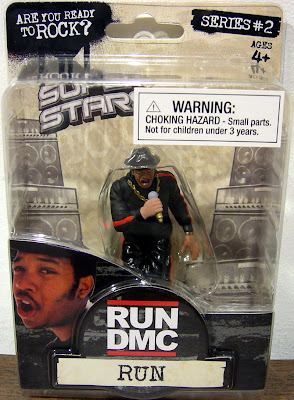 ARE YOU READY
TO ROCK?
SERIES #2
AGES
4+
SUPER
STARS
WARNING:
CHOKING HAZARD - Small parts.
Not for children under 3 years.
RUN
DMC
RUN